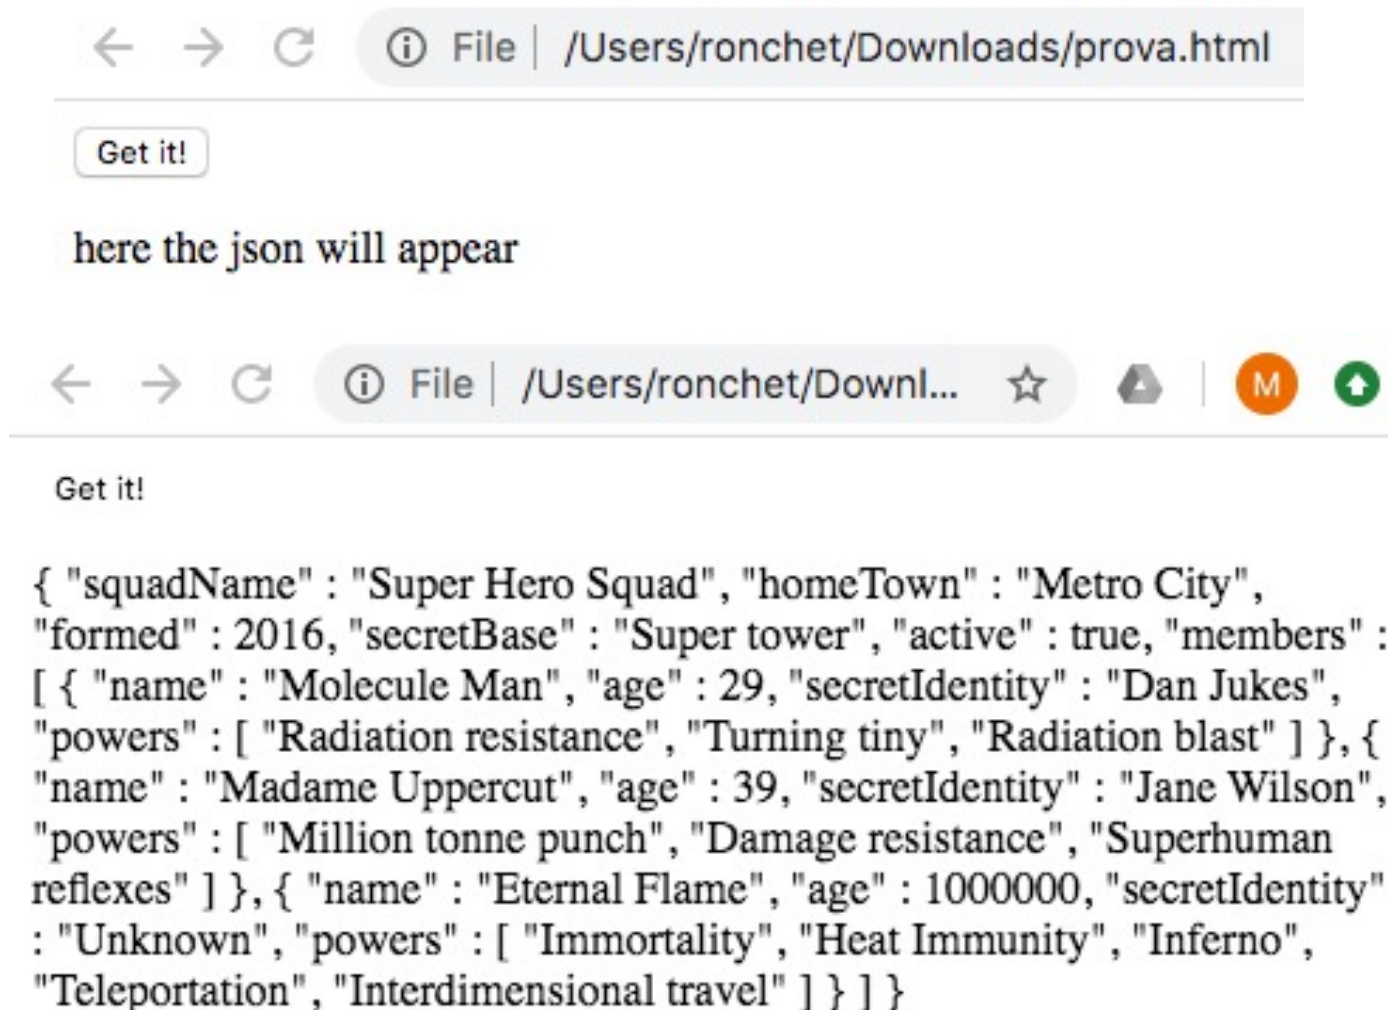 File | /Users/ronchet/Downloads/prova.html
Get it!
here the json will appear
File | /Users/ronchet/Downl...
M
Get it!
{ "squadName" : "Super Hero Squad", "homeTown" : "Metro City",
"formed" : 2016, "secretBase" : "Super tower", "active" : true, "members" :
[ { "name" : "Molecule Man", "age" : 29, "secretIdentity" : "Dan Jukes",
"powers" : [ "Radiation resistance", "Turning tiny", "Radiation blast" ] }, {
"name" : "Madame Uppercut", "age" : 39, "secretIdentity" : "Jane Wilson",
"powers" : [ "Million tonne punch", "Damage resistance", "Superhuman
reflexes" ] }, { "name" : "Eternal Flame", "age" : 1000000, "secretIdentity"
: "Unknown", "powers" : [ "Immortality", "Heat Immunity", "Inferno",
"Teleportation", "Interdimensional travel" ] } ] }